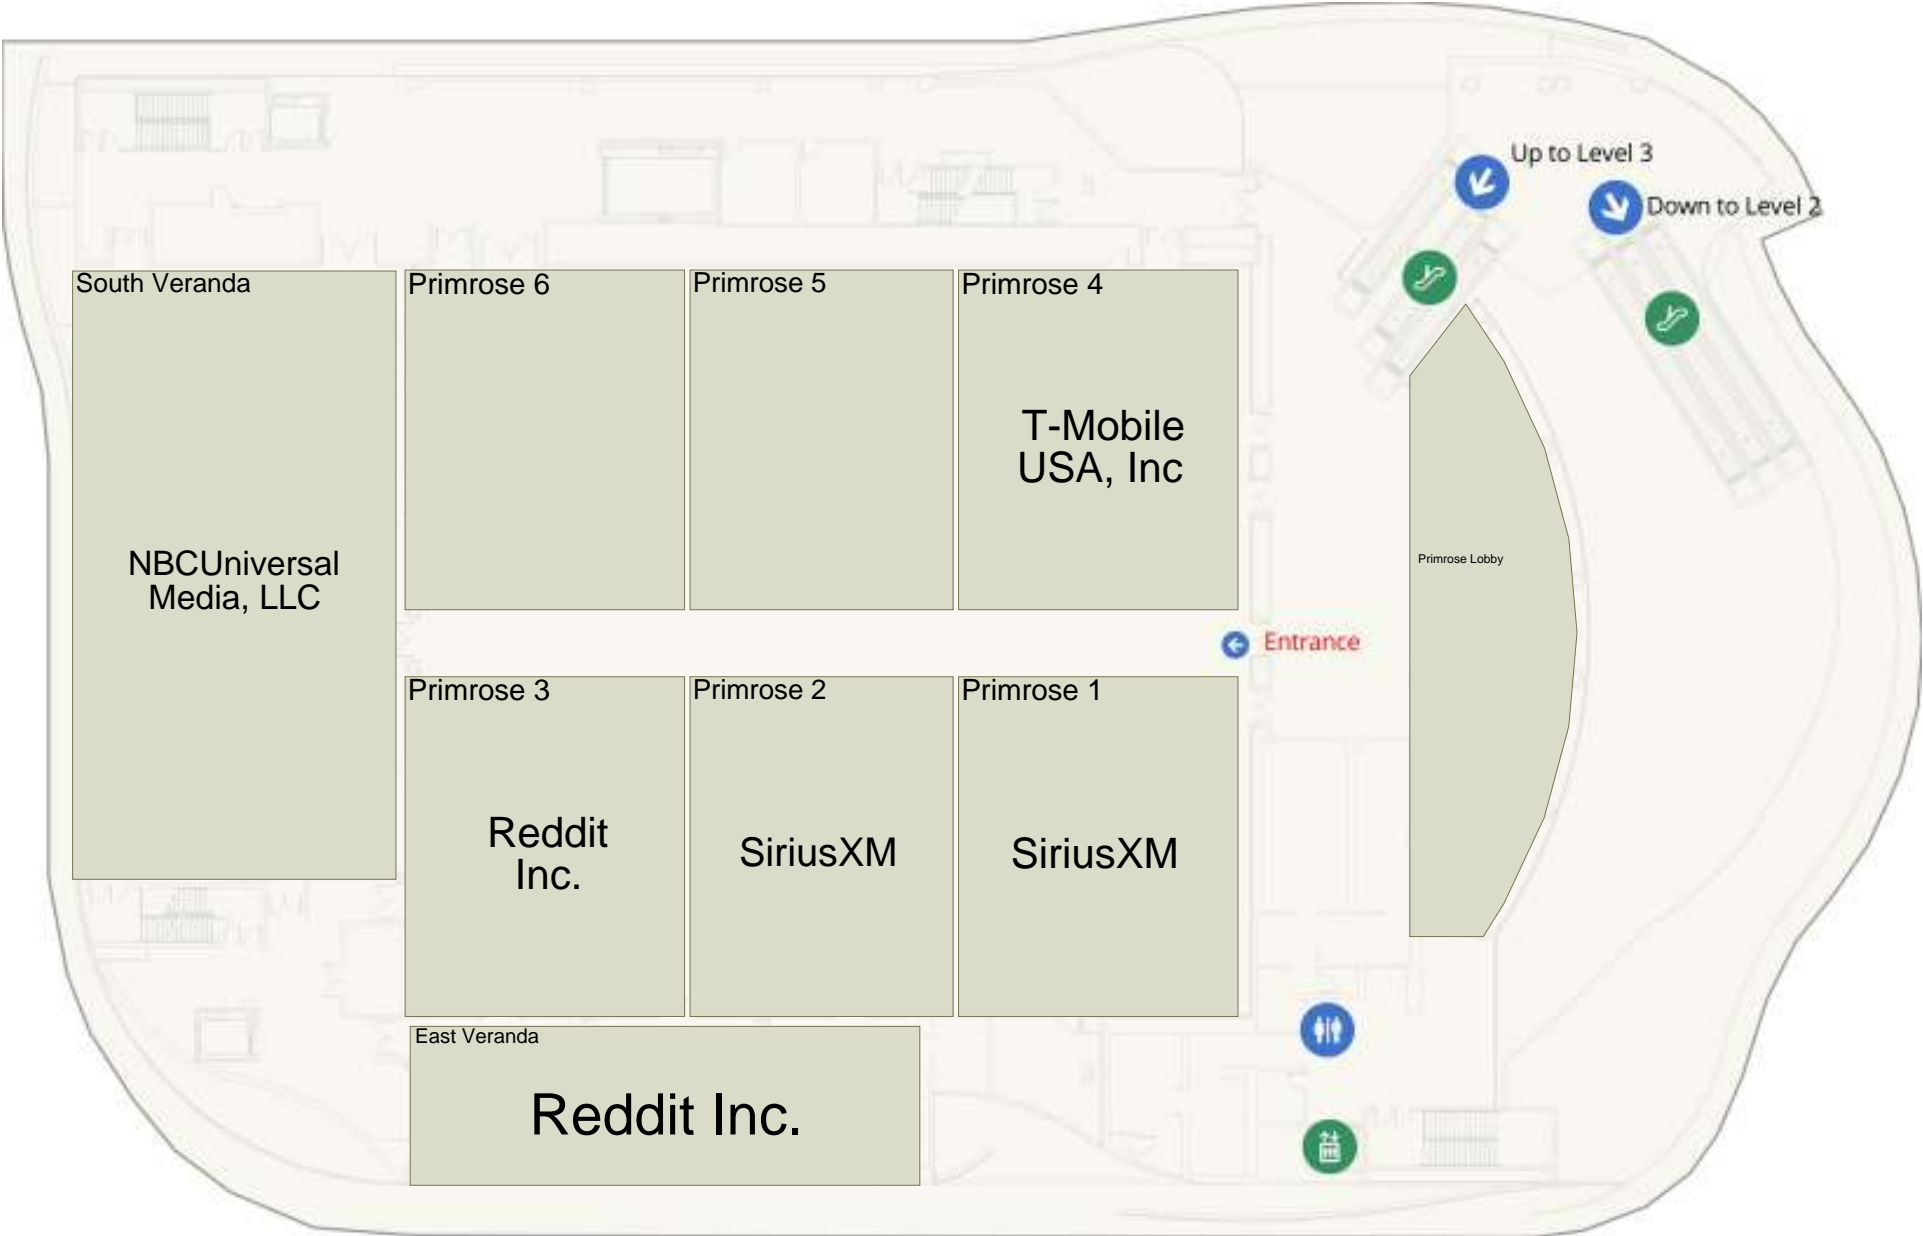 Up to Level 3
Down to Level 2
South Veranda
Primrose 6
Primrose 5
Primrose 4
T-Mobile
USA, Inc
NBCUniversal
Media, LLC
Primrose Lobby
Entrance
Primrose 3
Primrose 2
Primrose 1
Reddit
Inc.
SiriusXM
SiriusXM
East Veranda
Reddit Inc.